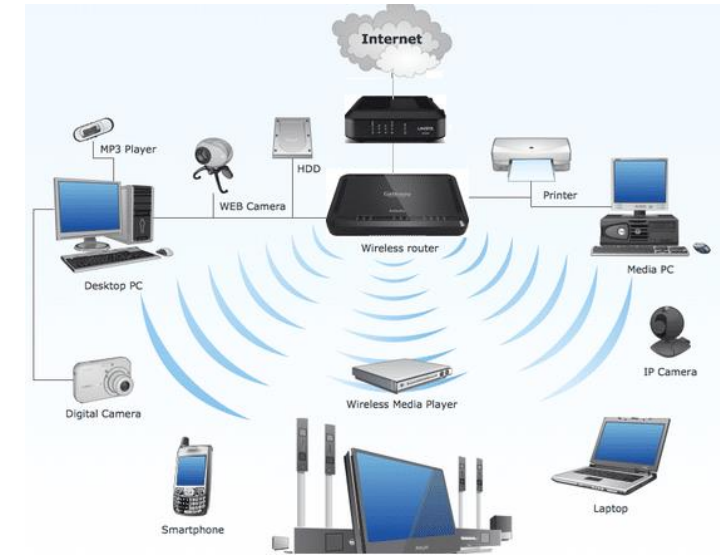 Internet
MP3 Player
HDD
WEB Camera
Printer
Wireless router
Desktop PC
Media PC
IP Camera
Digital Camera
Wireless Media Player
Smartphone
Laptop